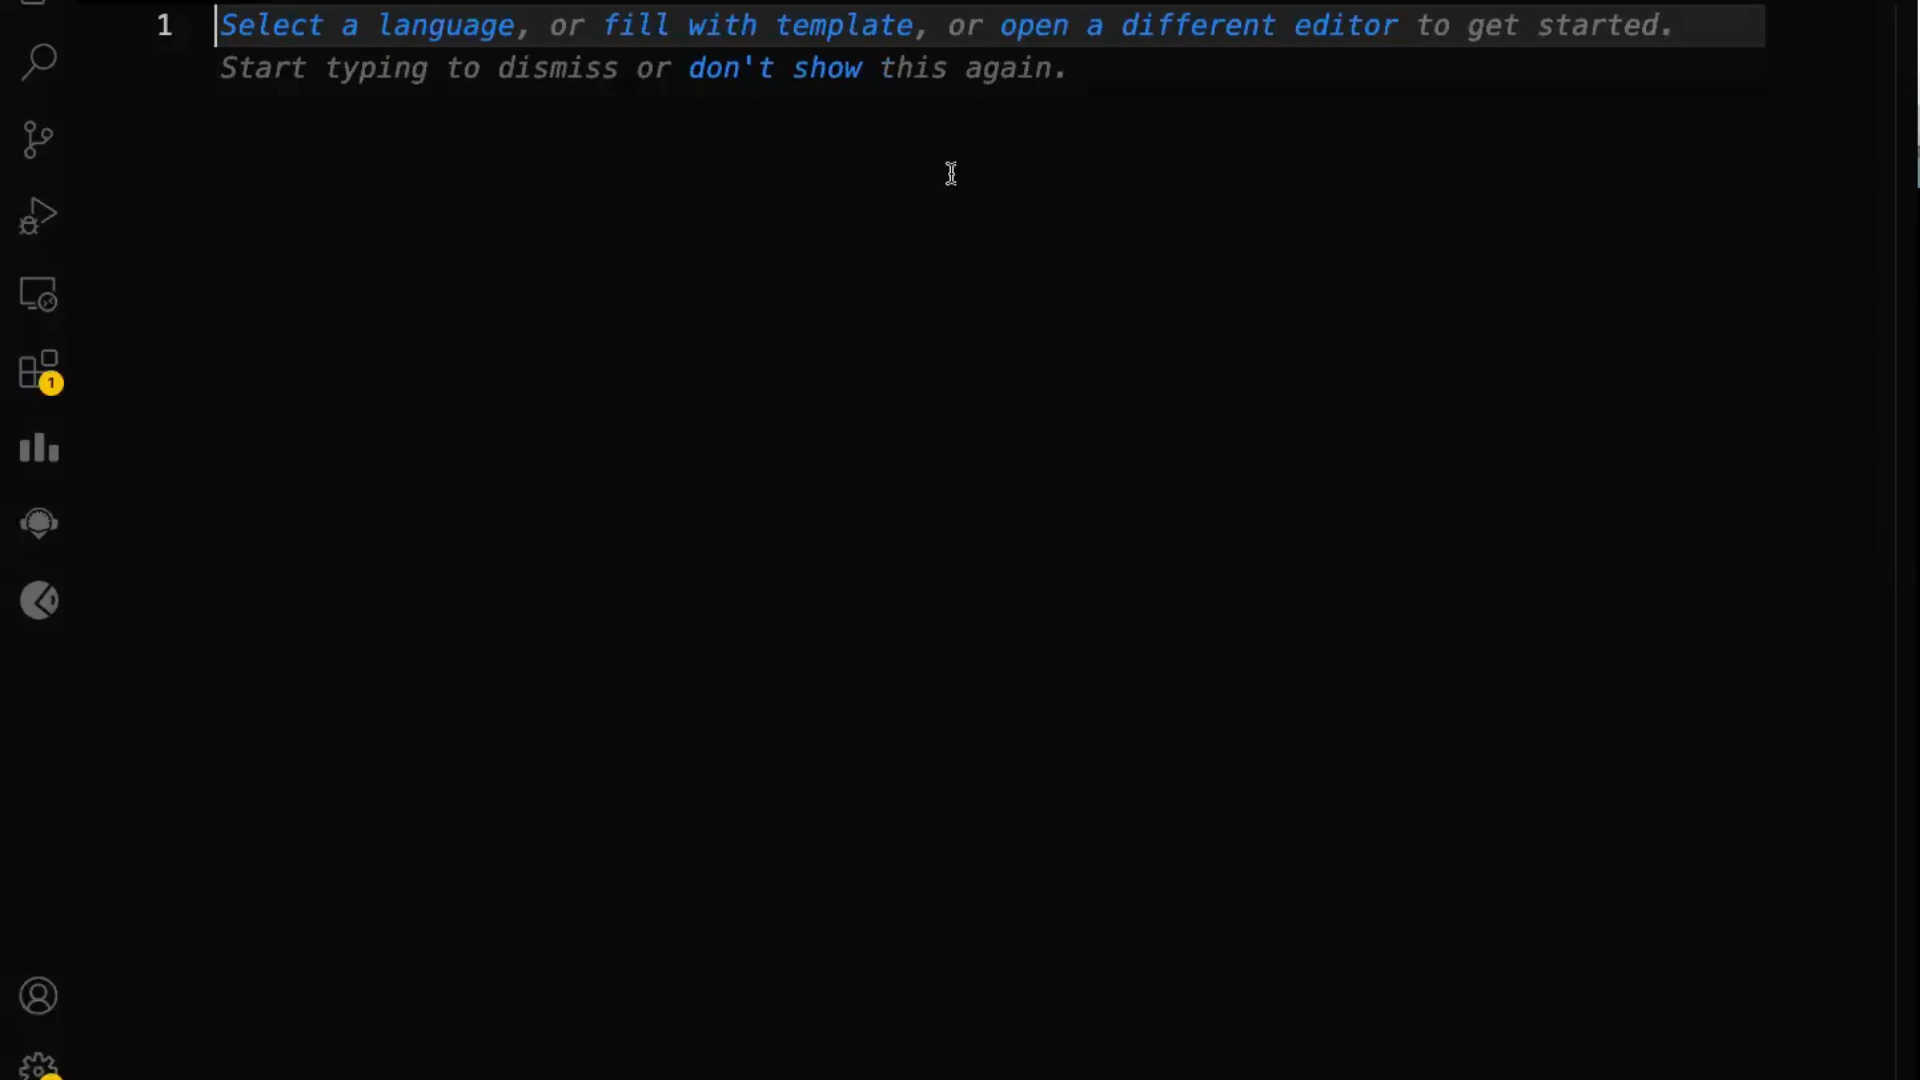 1 Select a language, or fill with template, or open a different editor to get started.
Start typing to dismiss or don't show this again.
1